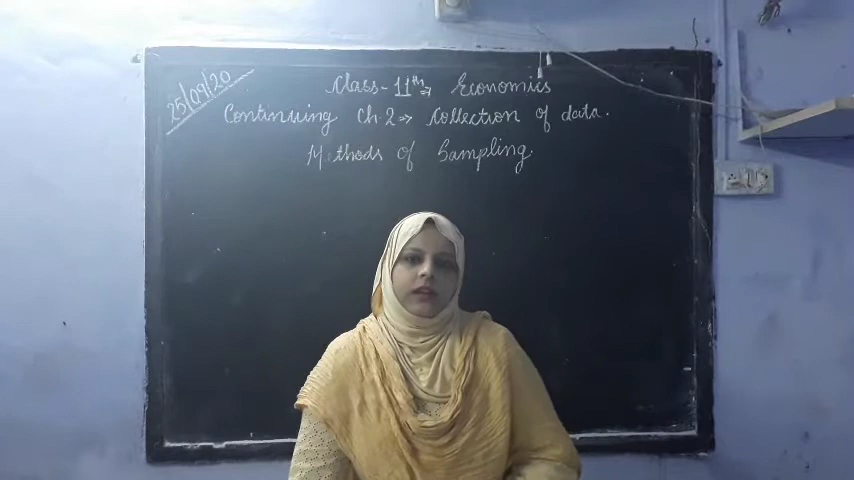 25/09/20
Class-11th ⇒ Economics
Continuing Ch.2 ⇒ Collection of data.
Methods of Sampling.